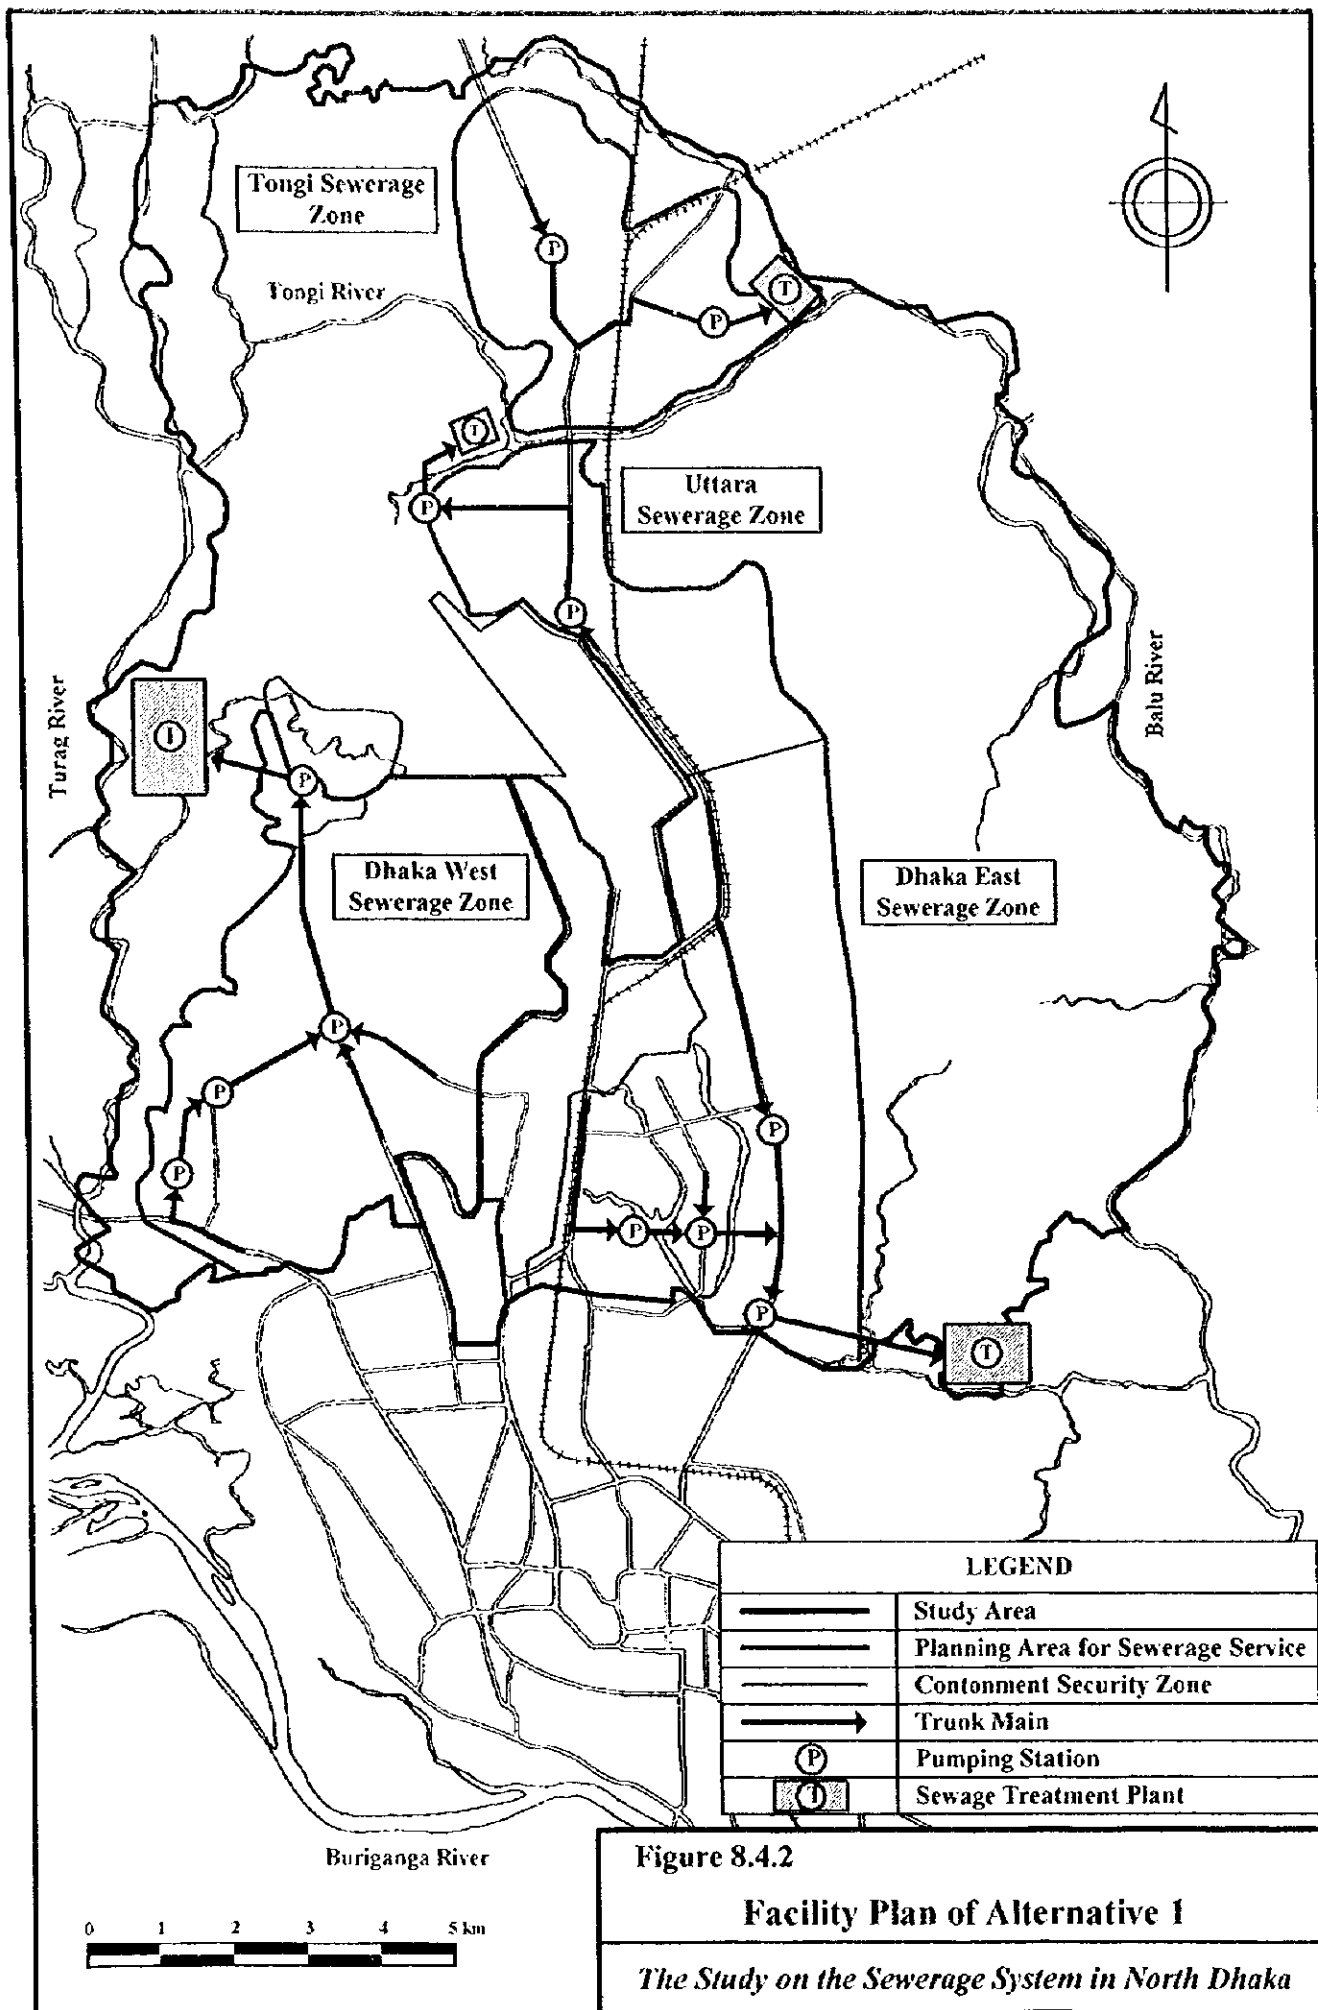 Tongi Sewerage
Zone
P
Tongi River
T
P
T
Uttara
Sewerage Zone
P
P
Balu River
Turag River
T
P
Dhaka West
Sewerage Zone
Dhaka East
Sewerage Zone
P
P
P
P
P
P
P
T
LEGEND
Study Area
Planning Area for Sewerage Service
Contonment Security Zone
Trunk Main
P
Pumping Station
T
Sewage Treatment Plant
Buriganga River
Figure 8.4.2
Facility Plan of Alternative 1
0 1 2 3 4 5 km
The Study on the Sewerage System in North Dhaka